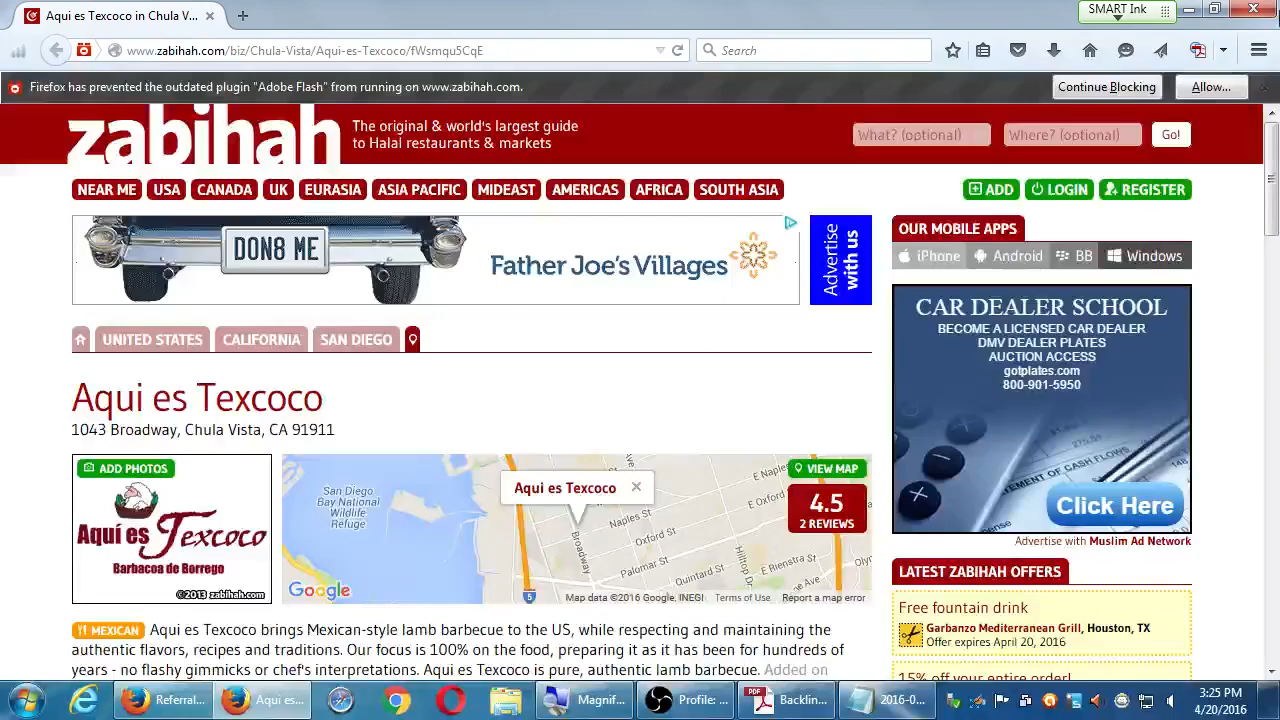 Aqui es Texcoco in Chula V...
SMART Ink
www.zabihah.com/biz/Chula-Vista/Aqui-es-Texcoco/fWsmqu5CqE
Search
Firefox has prevented the outdated plugin "Adobe Flash" from running on www.zabihah.com.
Continue Blocking
Allow...
zabihah
The original & world's largest guide
to Halal restaurants & markets
What? (optional)
Where? (optional)
Go!
NEAR ME
USA
CANADA
UK
EURASIA
ASIA PACIFIC
MIDEAST
AMERICAS
AFRICA
SOUTH ASIA
ADD
LOGIN
REGISTER
DON8 ME
Father Joe's Villages
Advertise
with us
OUR MOBILE APPS
iPhone
Android
BB
Windows
CAR DEALER SCHOOL
BECOME A LICENSED CAR DEALER
DMV DEALER PLATES
AUCTION ACCESS
gotplates.com
800-901-5950
STATEMENT OF CASH FLOWS
Click Here
Advertise with Muslim Ad Network
UNITED STATES
CALIFORNIA
SAN DIEGO
Aqui es Texcoco
1043 Broadway, Chula Vista, CA 91911
ADD PHOTOS
Aquí es Texcoco
Barbacoa de Borrego
©2013 zabihah.com
San Diego
Bay National
Wildlife
Refuge
Aqui es Texcoco
VIEW MAP
4.5
2 REVIEWS
E Naples
E Oxford
Naples St
Oxford St
Palomar St
Quintard St
E Rienstra St
Broadway
Hilltop Dr
5
Google
Map data ©2016 Google, INEGI
Terms of Use
Report a map error
MEXICAN Aqui es Texcoco brings Mexican-style lamb barbecue to the US, while respecting and maintaining the
authentic flavors, recipes and traditions. Our focus is 100% on the food, preparing it as it has been for hundreds of
years - no flashy gimmicks or chef's interpretations. Aqui es Texcoco is pure, authentic lamb barbecue. Added on
LATEST ZABIHAH OFFERS
Free fountain drink
Garbanzo Mediterranean Grill, Houston, TX
Offer expires April 20, 2016
15% off your entire order!
Referral...
Aqui es...
Magnif...
Profile: ...
Backlin...
2016-0...
3:25 PM
4/20/2016